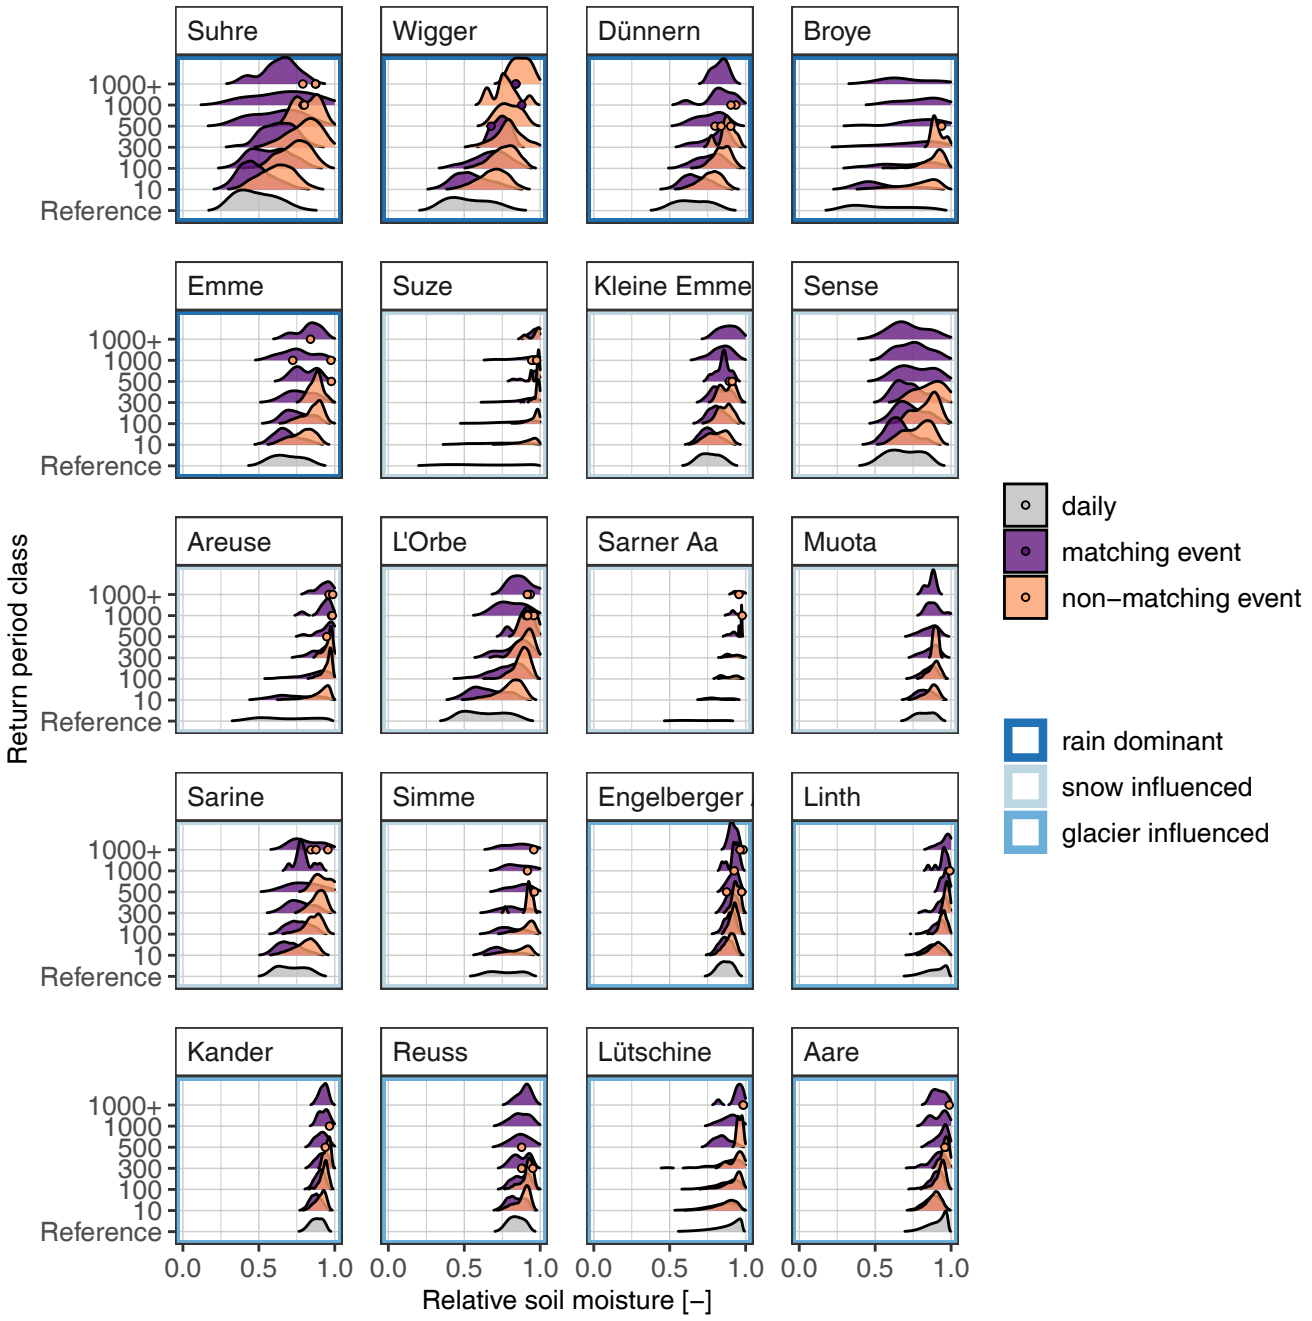 Suhre Wigger Dünnern Broye
1000+
1000
500
300
100
10
Reference
Emme Suze Kleine Emme Sense
1000+
1000
500
300
100
10
Reference
Areuse L'Orbe Sarner Aa Muota
1000+
1000
500
300
100
10
Reference
Sarine Simme Engelberger Linth
1000+
1000
500
300
100
10
Reference
Kander Reuss Lütschine Aare
1000+
1000
500
300
100
10
Reference
0.0 0.5 1.0 0.0 0.5 1.0 0.0 0.5 1.0 0.0 0.5 1.0
Relative soil moisture [−]
Return period class
daily
matching event
non−matching event
rain dominant
snow influenced
glacier influenced